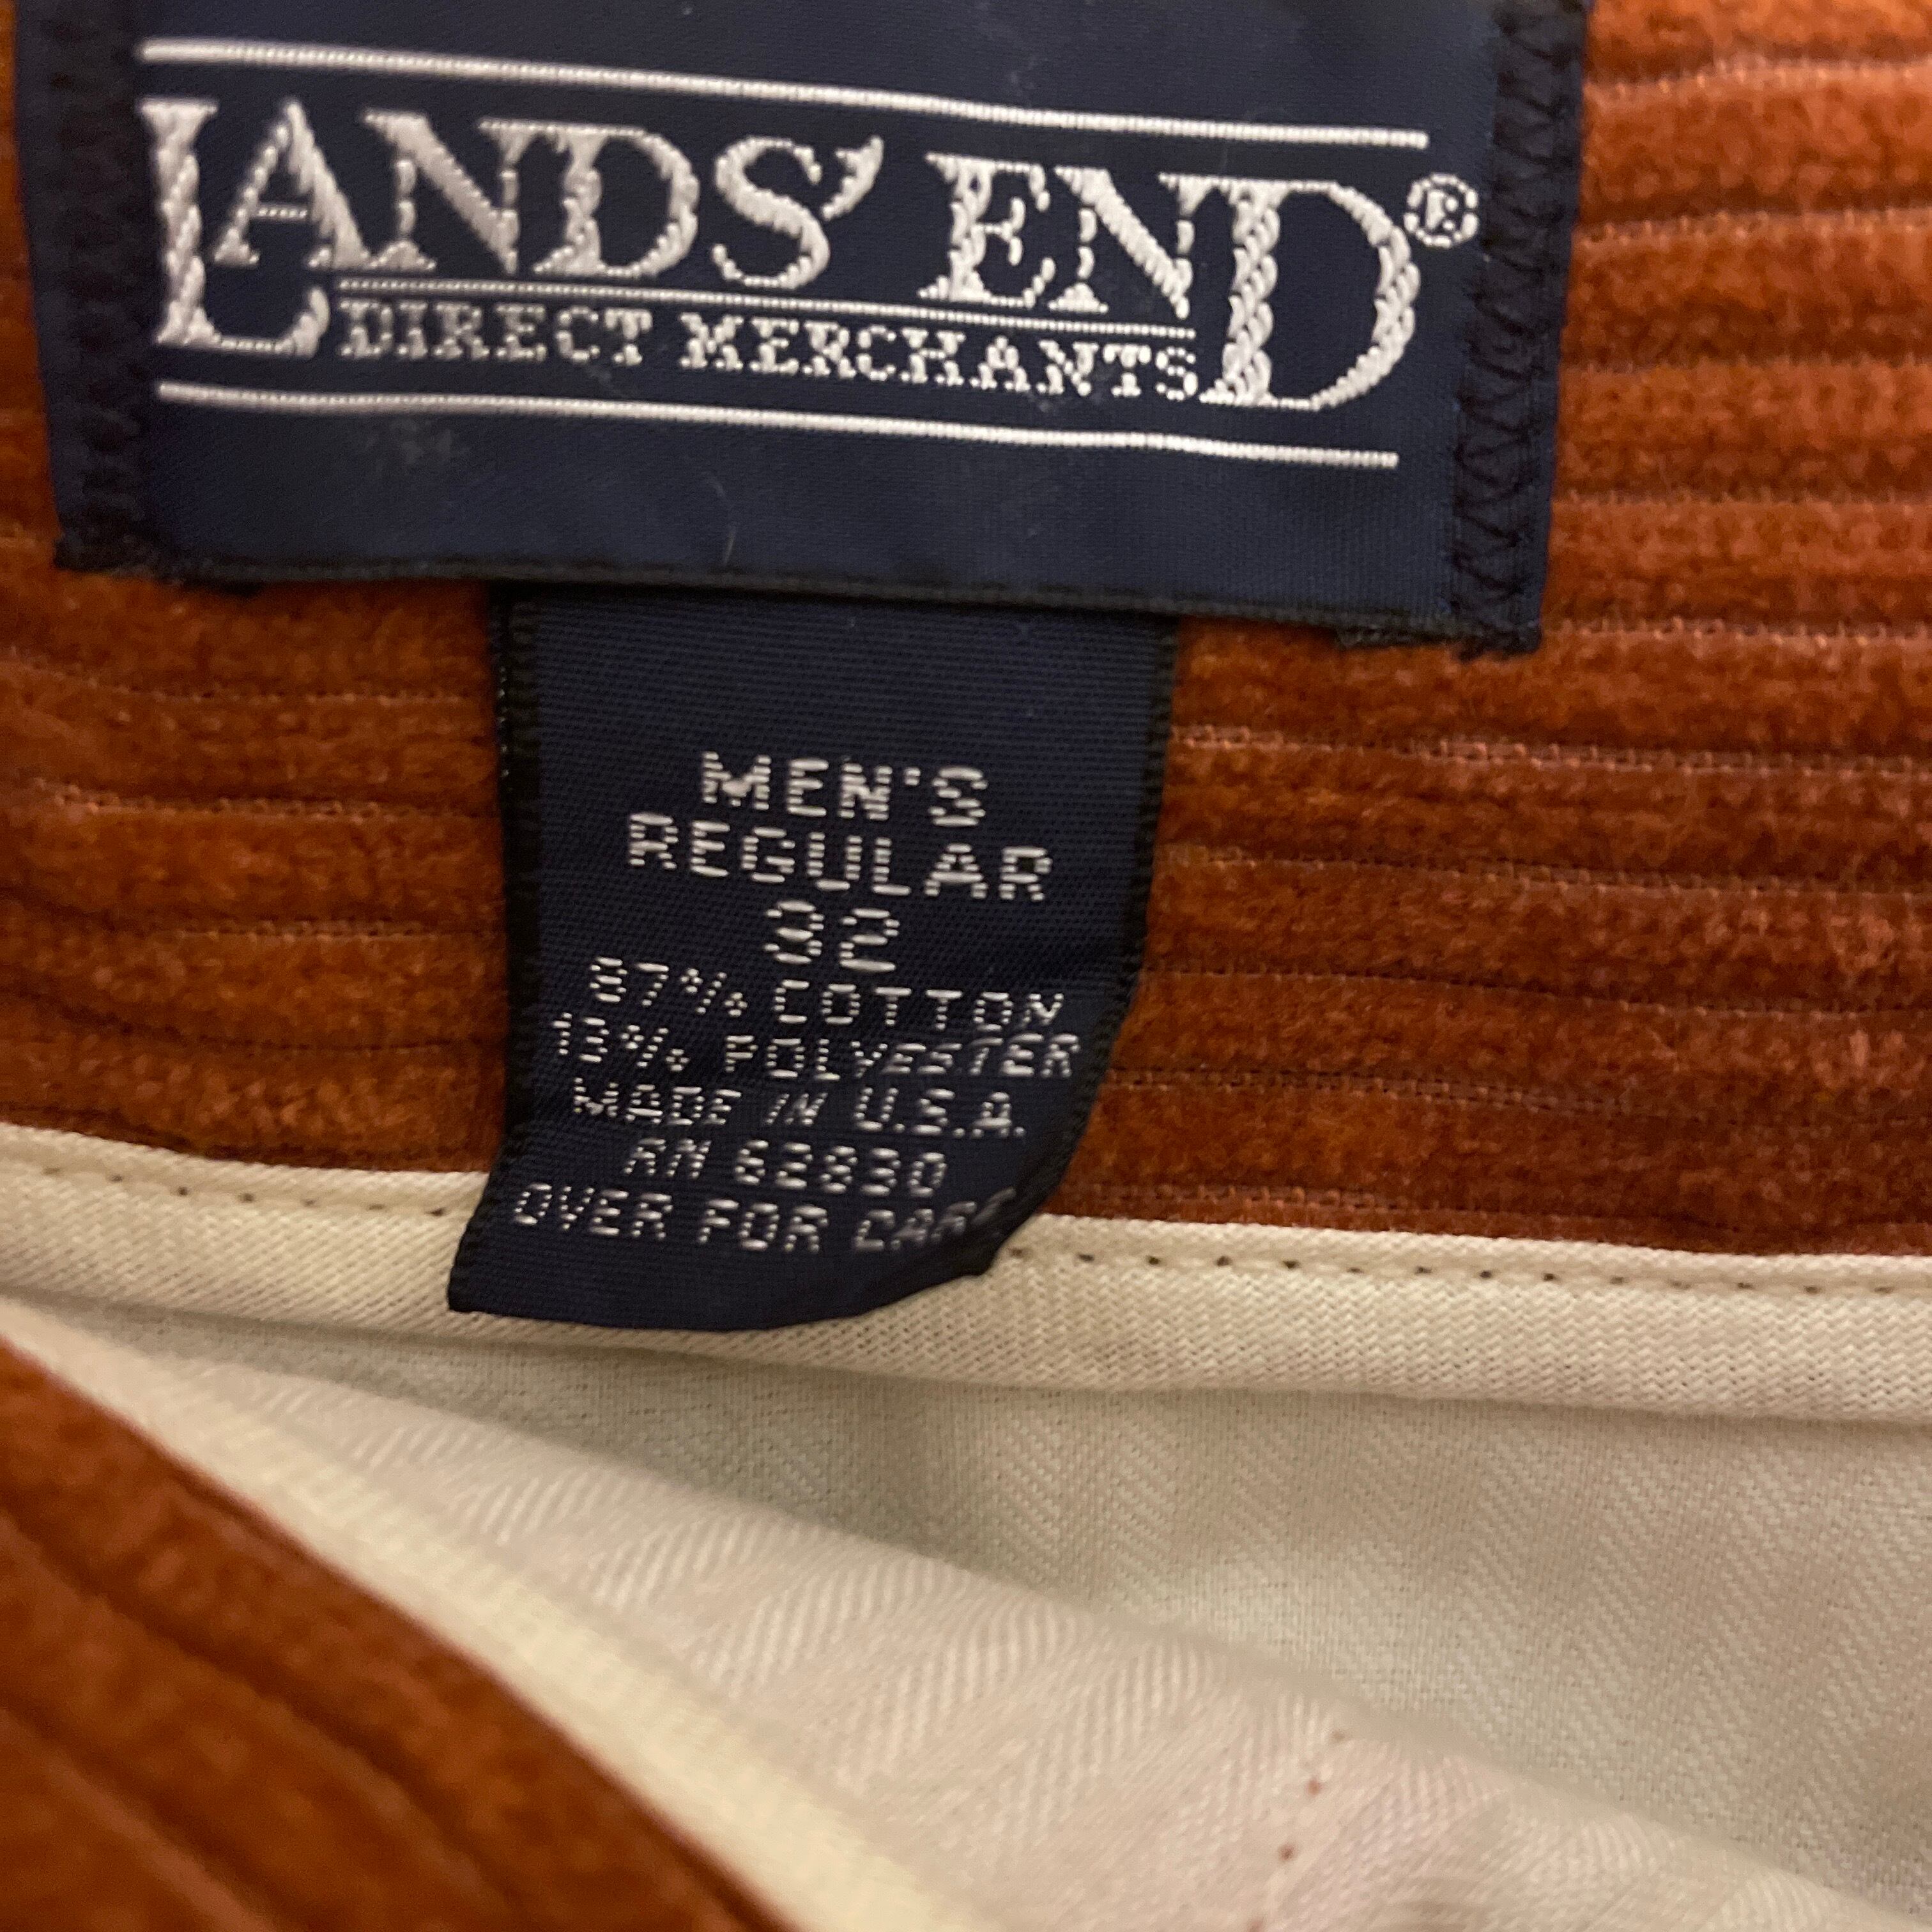 LANDS' END®
DIRECT MERCHANTS
MEN'S
REGULAR
32
87% COTTON
13% POLYESTER
MADE IN U.S.A.
RN 62830
OVER FOR CARE